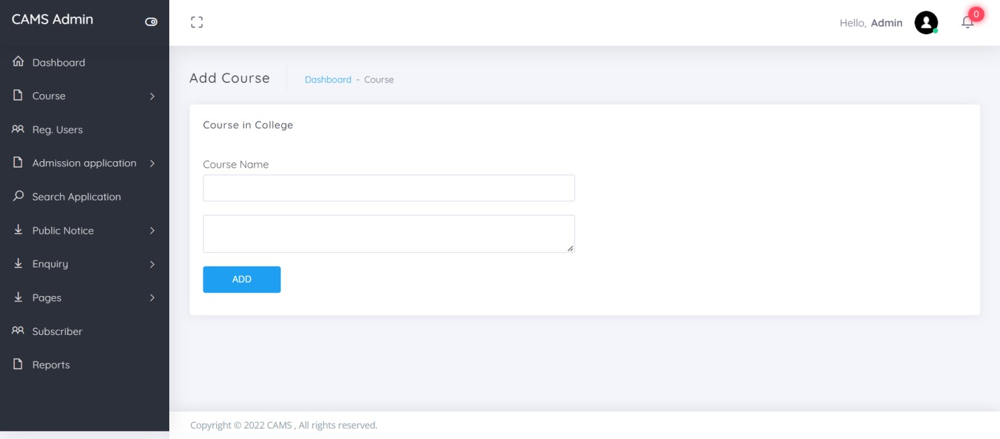 CAMS Admin
Hello, Admin
0
Dashboard
Course
Reg. Users
Admission application
Search Application
Public Notice
Enquiry
Pages
Subscriber
Reports
Add Course
Dashboard - Course
Course in College
Course Name
ADD
Copyright © 2022 CAMS , All rights reserved.